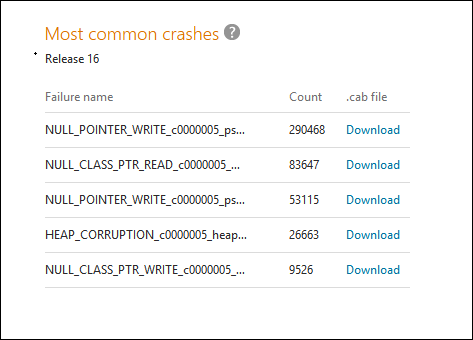 Most common crashes ?
Release 16
Failure name Count .cab file
NULL_POINTER_WRITE_c0000005_ps... 290468 Download
NULL_CLASS_PTR_READ_c0000005_... 83647 Download
NULL_POINTER_WRITE_c0000005_ps... 53115 Download
HEAP_CORRUPTION_c0000005_heap... 26663 Download
NULL_CLASS_PTR_WRITE_c0000005_... 9526 Download